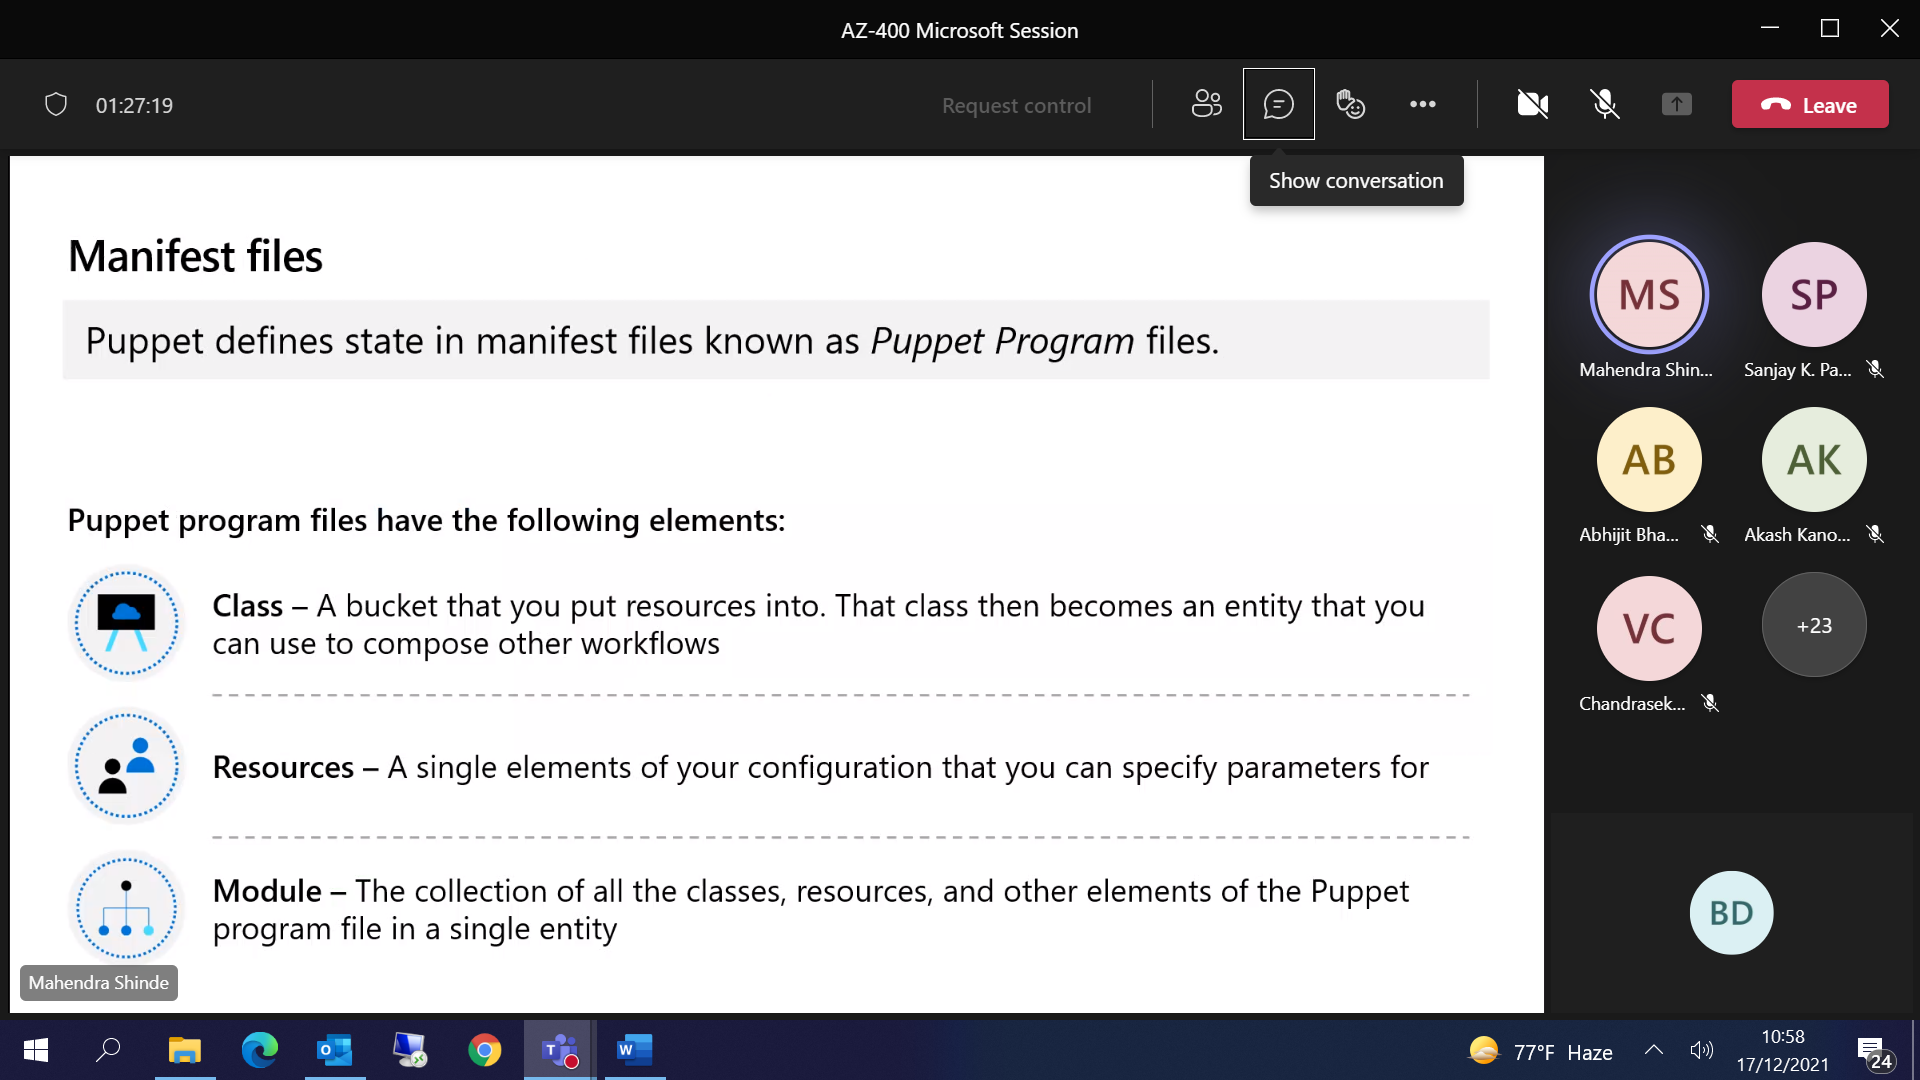 AZ-400 Microsoft Session
01:27:19
Request control
Leave
Show conversation
Manifest files
Puppet defines state in manifest files known as Puppet Program files.
Puppet program files have the following elements:
Class – A bucket that you put resources into. That class then becomes an entity that you
can use to compose other workflows
Resources – A single elements of your configuration that you can specify parameters for
Module – The collection of all the classes, resources, and other elements of the Puppet
program file in a single entity
Mahendra Shinde
MS
SP
Mahendra Shin...
Sanjay K. Pa...
AB
AK
Abhijit Bha...
Akash Kano...
VC
+23
Chandrasek...
BD
77°F Haze
10:58
17/12/2021
24